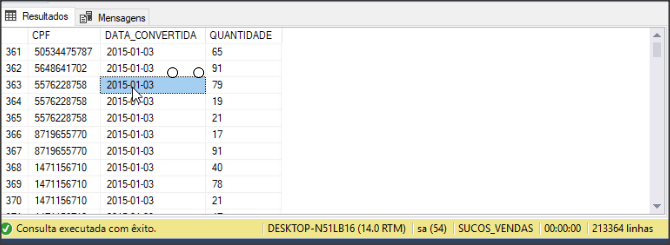 Resultados Mensagens
CPF DATA_CONVERTIDA QUANTIDADE
361 50534475787 2015-01-03 65
362 5648641702 2015-01-03 91
363 5576228758 2015-01-03 79
364 5576228758 2015-01-03 19
365 5576228758 2015-01-03 21
366 8719655770 2015-01-03 17
367 8719655770 2015-01-03 91
368 1471156710 2015-01-03 40
369 1471156710 2015-01-03 78
370 1471156710 2015-01-03 21
Consulta executada com êxito. DESKTOP-N51LB16 (14.0 RTM) sa (54) SUCOS_VENDAS 00:00:00 213364 linhas